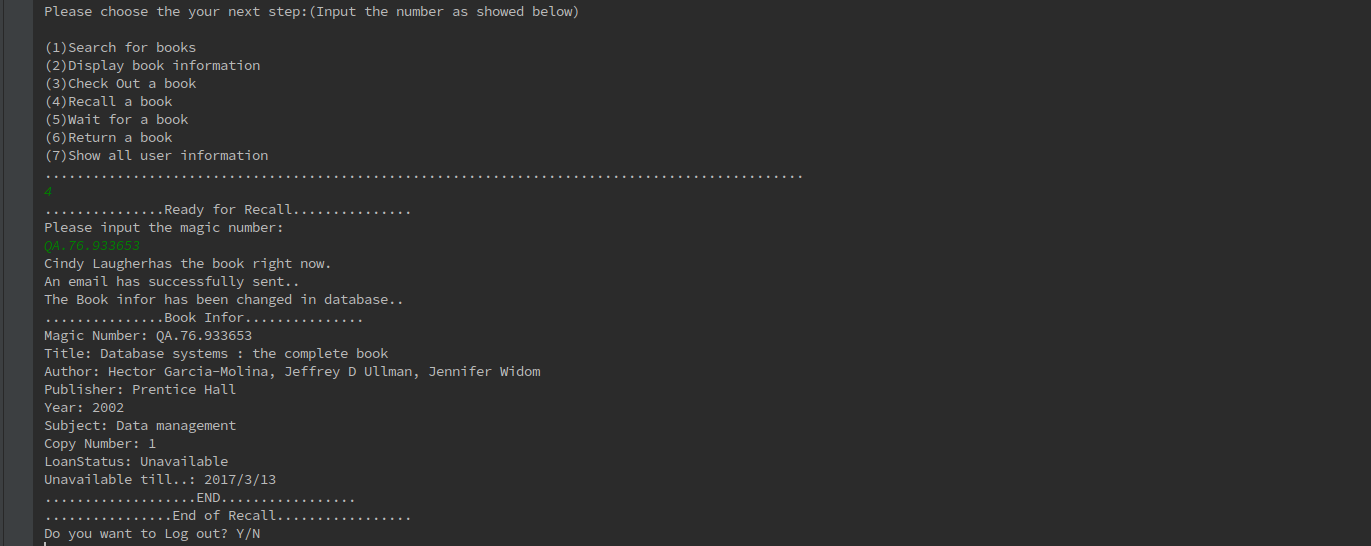 Please choose the your next step:(Input the number as showed below)
(1)Search for books
(2)Display book information
(3)Check Out a book
(4)Recall a book
(5)Wait for a book
(6)Return a book
(7)Show all user information
...............................................................................................
4
...............Ready for Recall...............
Please input the magic number:
QA.76.933653
Cindy Laugherhas the book right now.
An email has successfully sent..
The Book infor has been changed in database..
...............Book Infor...............
Magic Number: QA.76.933653
Title: Database systems : the complete book
Author: Hector Garcia-Molina, Jeffrey D Ullman, Jennifer Widom
Publisher: Prentice Hall
Year: 2002
Subject: Data management
Copy Number: 1
LoanStatus: Unavailable
Unavailable till..: 2017/3/13
...................END.................
................End of Recall.................
Do you want to Log out? Y/N